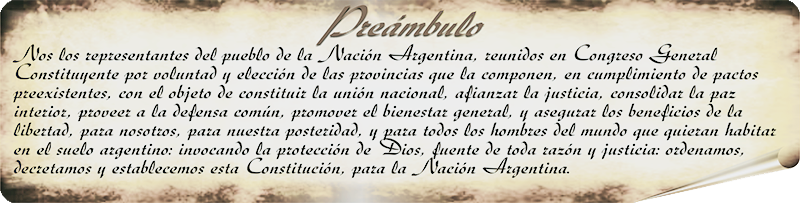 Preámbulo
Nos los representantes del pueblo de la Nación Argentina, reunidos en Congreso General
Constituyente por voluntad y elección de las provincias que la componen, en cumplimiento de pactos
preexistentes, con el objeto de constituir la unión nacional, afianzar la justicia, consolidar la paz
interior, proveer a la defensa común, promover el bienestar general, y asegurar los beneficios de la
libertad, para nosotros, para nuestra posteridad, y para todos los hombres del mundo que quieran habitar
en el suelo argentino: invocando la protección de Dios, fuente de toda razón y justicia: ordenamos,
decretamos y establecemos esta Constitución, para la Nación Argentina.